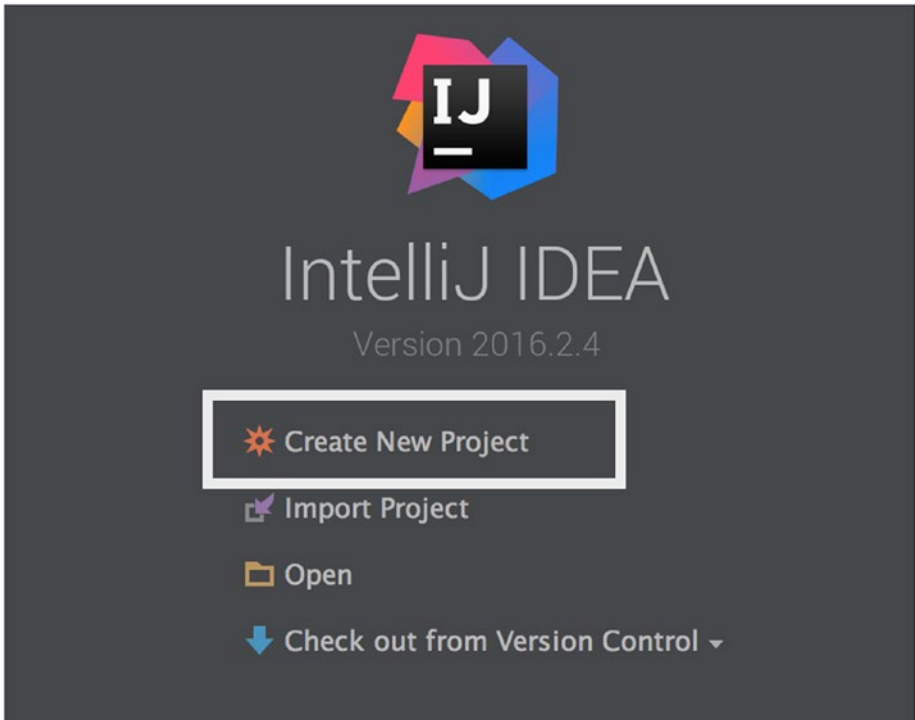 IJ
IntelliJ IDEA
Version 2016.2.4
Create New Project
Import Project
Open
Check out from Version Control